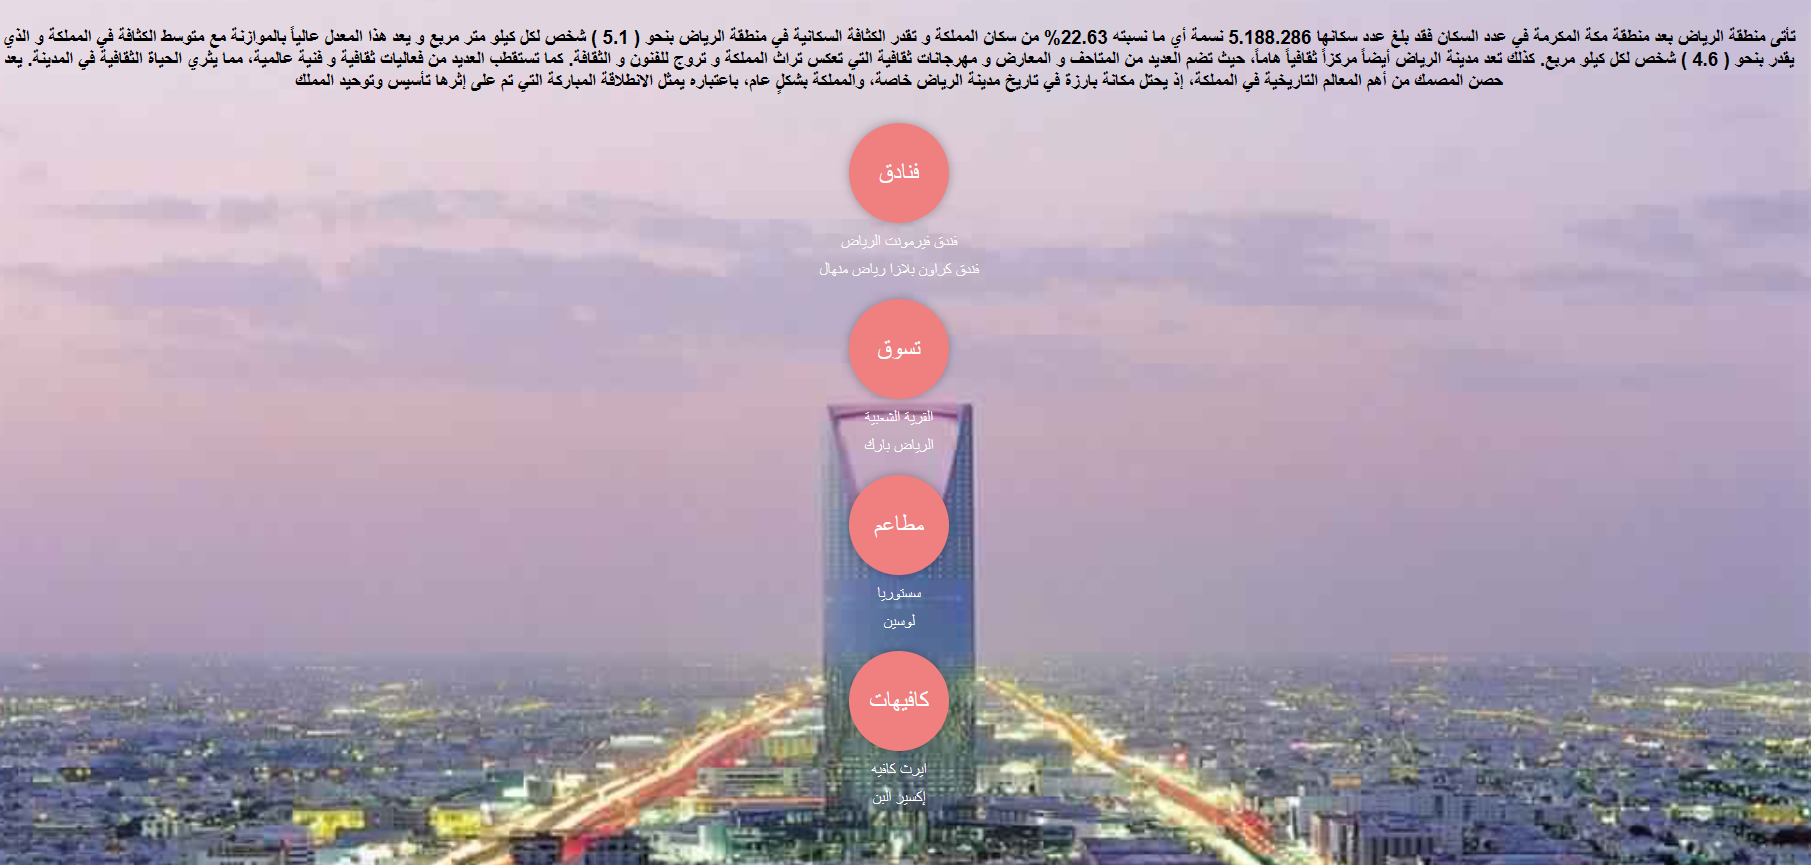 تأتى منطقة الرياض بعد منطقة مكة المكرمة في عدد السكان فقد بلغ عدد سكانها 5.188.286 نسمة أي ما نسبته 22.63% من سكان المملكة و تقدر الكثافة السكانية في منطقة الرياض بنحو ( 5.1 ) شخص لكل كيلو متر مربع و يعد هذا المعدل عالياً بالموازنة مع متوسط الكثافة في المملكة و الذي
يقدر بنحو ( 4.6 ) شخص لكل كيلو مربع. كذلك تعد مدينة الرياض أيضاً مركزاً ثقافياً هاماً، حيث تضم العديد من المتاحف و المعارض و مهرجانات ثقافية التي تعكس تراث المملكة و تروج للفنون و الثقافة. كما تستقطب العديد من فعاليات ثقافية و فنية عالمية، مما يثري الحياة الثقافية في المدينة. يعد
حصن المصمك من أهم المعالم التاريخية في المملكة، إذ يحتل مكانة بارزة في تاريخ مدينة الرياض خاصة، والمملكة بشكلٍ عام، باعتباره يمثل الانطلاقة المباركة التي تم على إثرها تأسيس وتوحيد المملك
فنادق
فندق فيرمونت الرياض
فندق كراون بلازا رياض منهال
تسوق
القرية الشعبية
الرياض بارك
مطاعم
سستوريا
لوسين
كافيهات
ايرث كافيه
إكسير البن